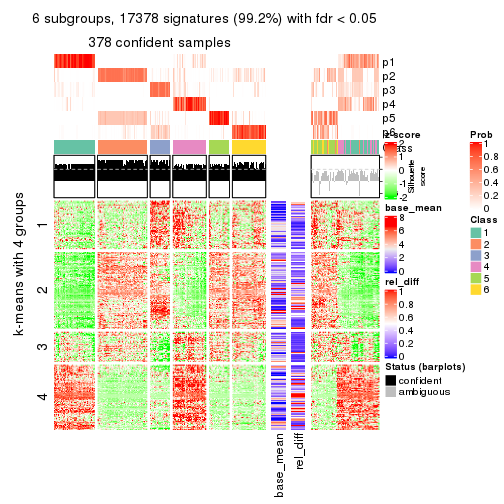 6 subgroups, 17378 signatures (99.2%) with fdr < 0.05
378 confident samples
p1
p2
p3
p4
p5
p6
z-score
2
1
0
-1
-2
Class
Silhouette
score
Prob
1
0.8
0.6
0.4
0.2
0
base_mean
8
6
4
2
0
Class
1
2
3
4
5
6
rel_diff
1
0.8
0.6
0.4
0.2
0
Status (barplots)
confident
ambiguous
k-means with 4 groups
1
2
3
4
base_mean
rel_diff